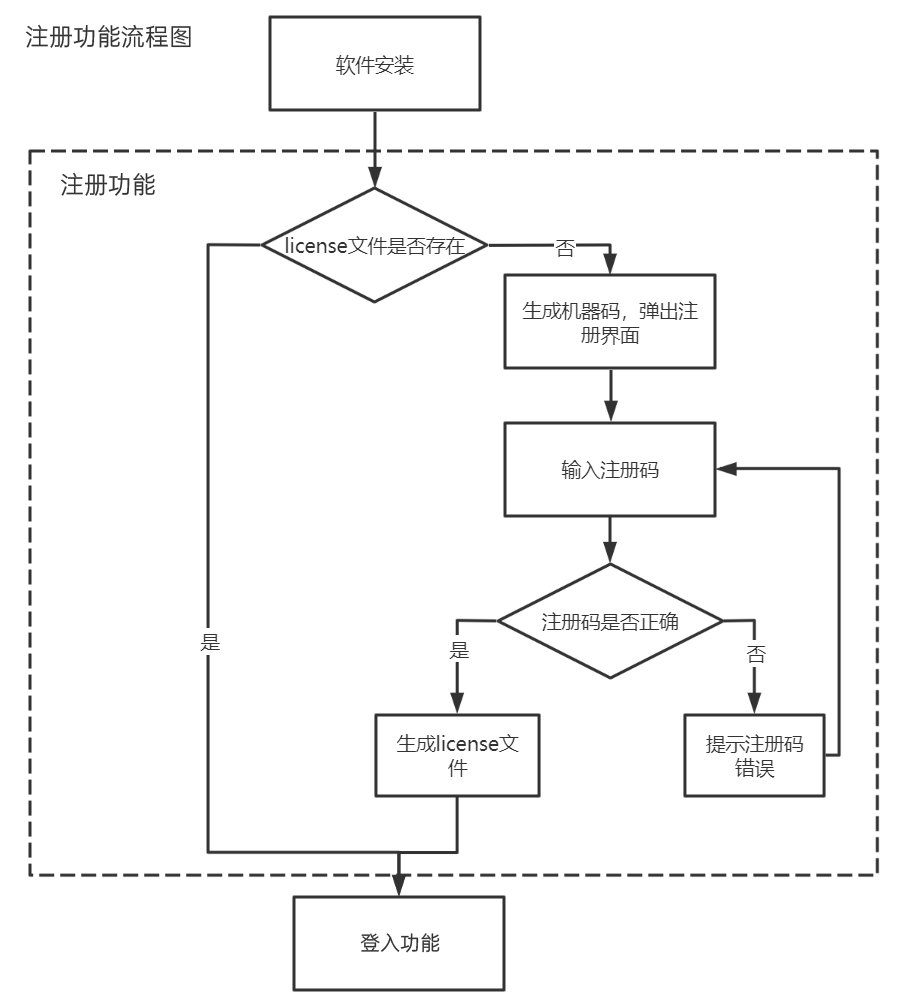 注册功能流程图
软件安装
注册功能
license文件是否存在
否
生成机器码，弹出注
册界面
输入注册码
注册码是否正确
是
是
否
生成license文
件
提示注册码
错误
登入功能